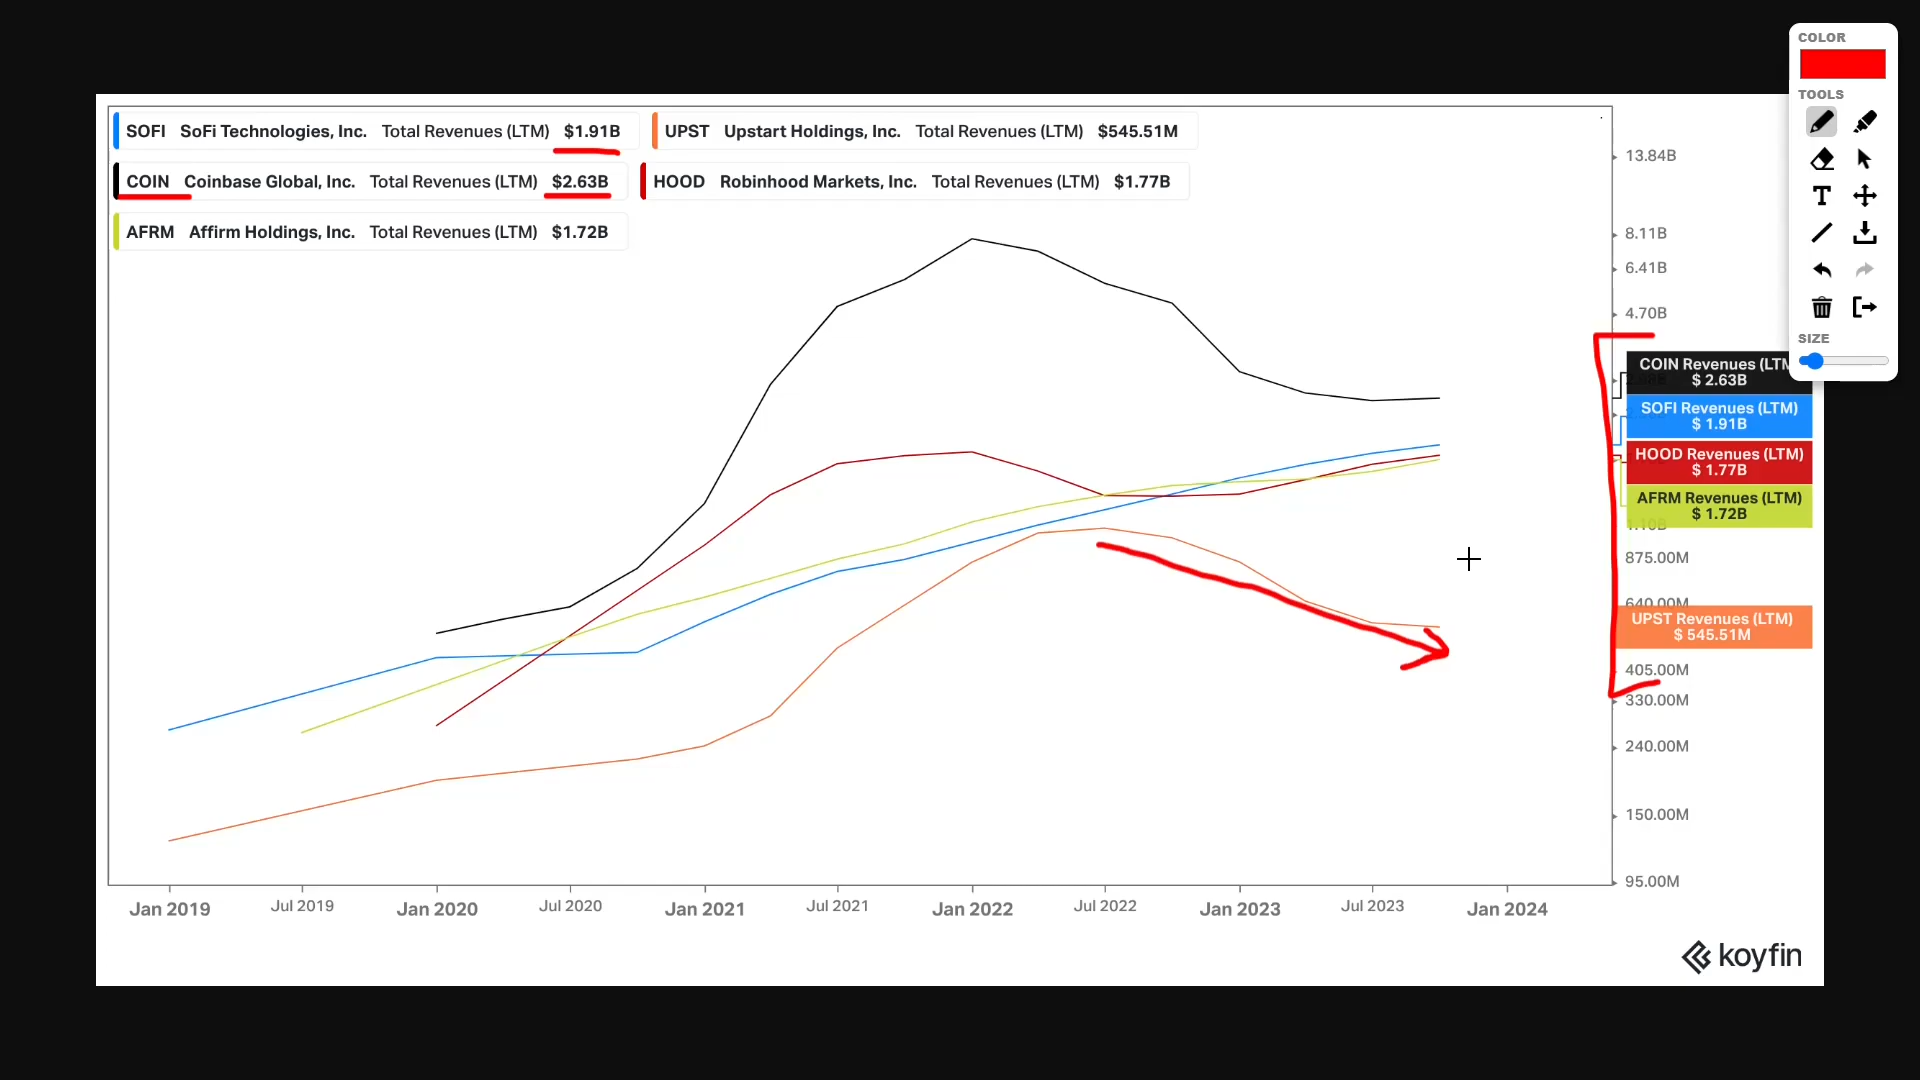 COLOR
TOOLS
SIZE
SOFI SoFi Technologies, Inc. Total Revenues (LTM) $1.91B
UPST Upstart Holdings, Inc. Total Revenues (LTM) $545.51M
COIN Coinbase Global, Inc. Total Revenues (LTM) $2.63B
HOOD Robinhood Markets, Inc. Total Revenues (LTM) $1.77B
AFRM Affirm Holdings, Inc. Total Revenues (LTM) $1.72B
13.84B
8.11B
6.41B
4.70B
COIN Revenues (LTM
$ 2.63B
SOFI Revenues (LTM)
$ 1.91B
HOOD Revenues (LTM)
$ 1.77B
AFRM Revenues (LTM)
$ 1.72B
1.10B
875.00M
640.00M
UPST Revenues (LTM)
$ 545.51M
405.00M
330.00M
240.00M
150.00M
95.00M
Jan 2019 Jul 2019 Jan 2020 Jul 2020 Jan 2021 Jul 2021 Jan 2022 Jul 2022 Jan 2023 Jul 2023 Jan 2024
koyfin